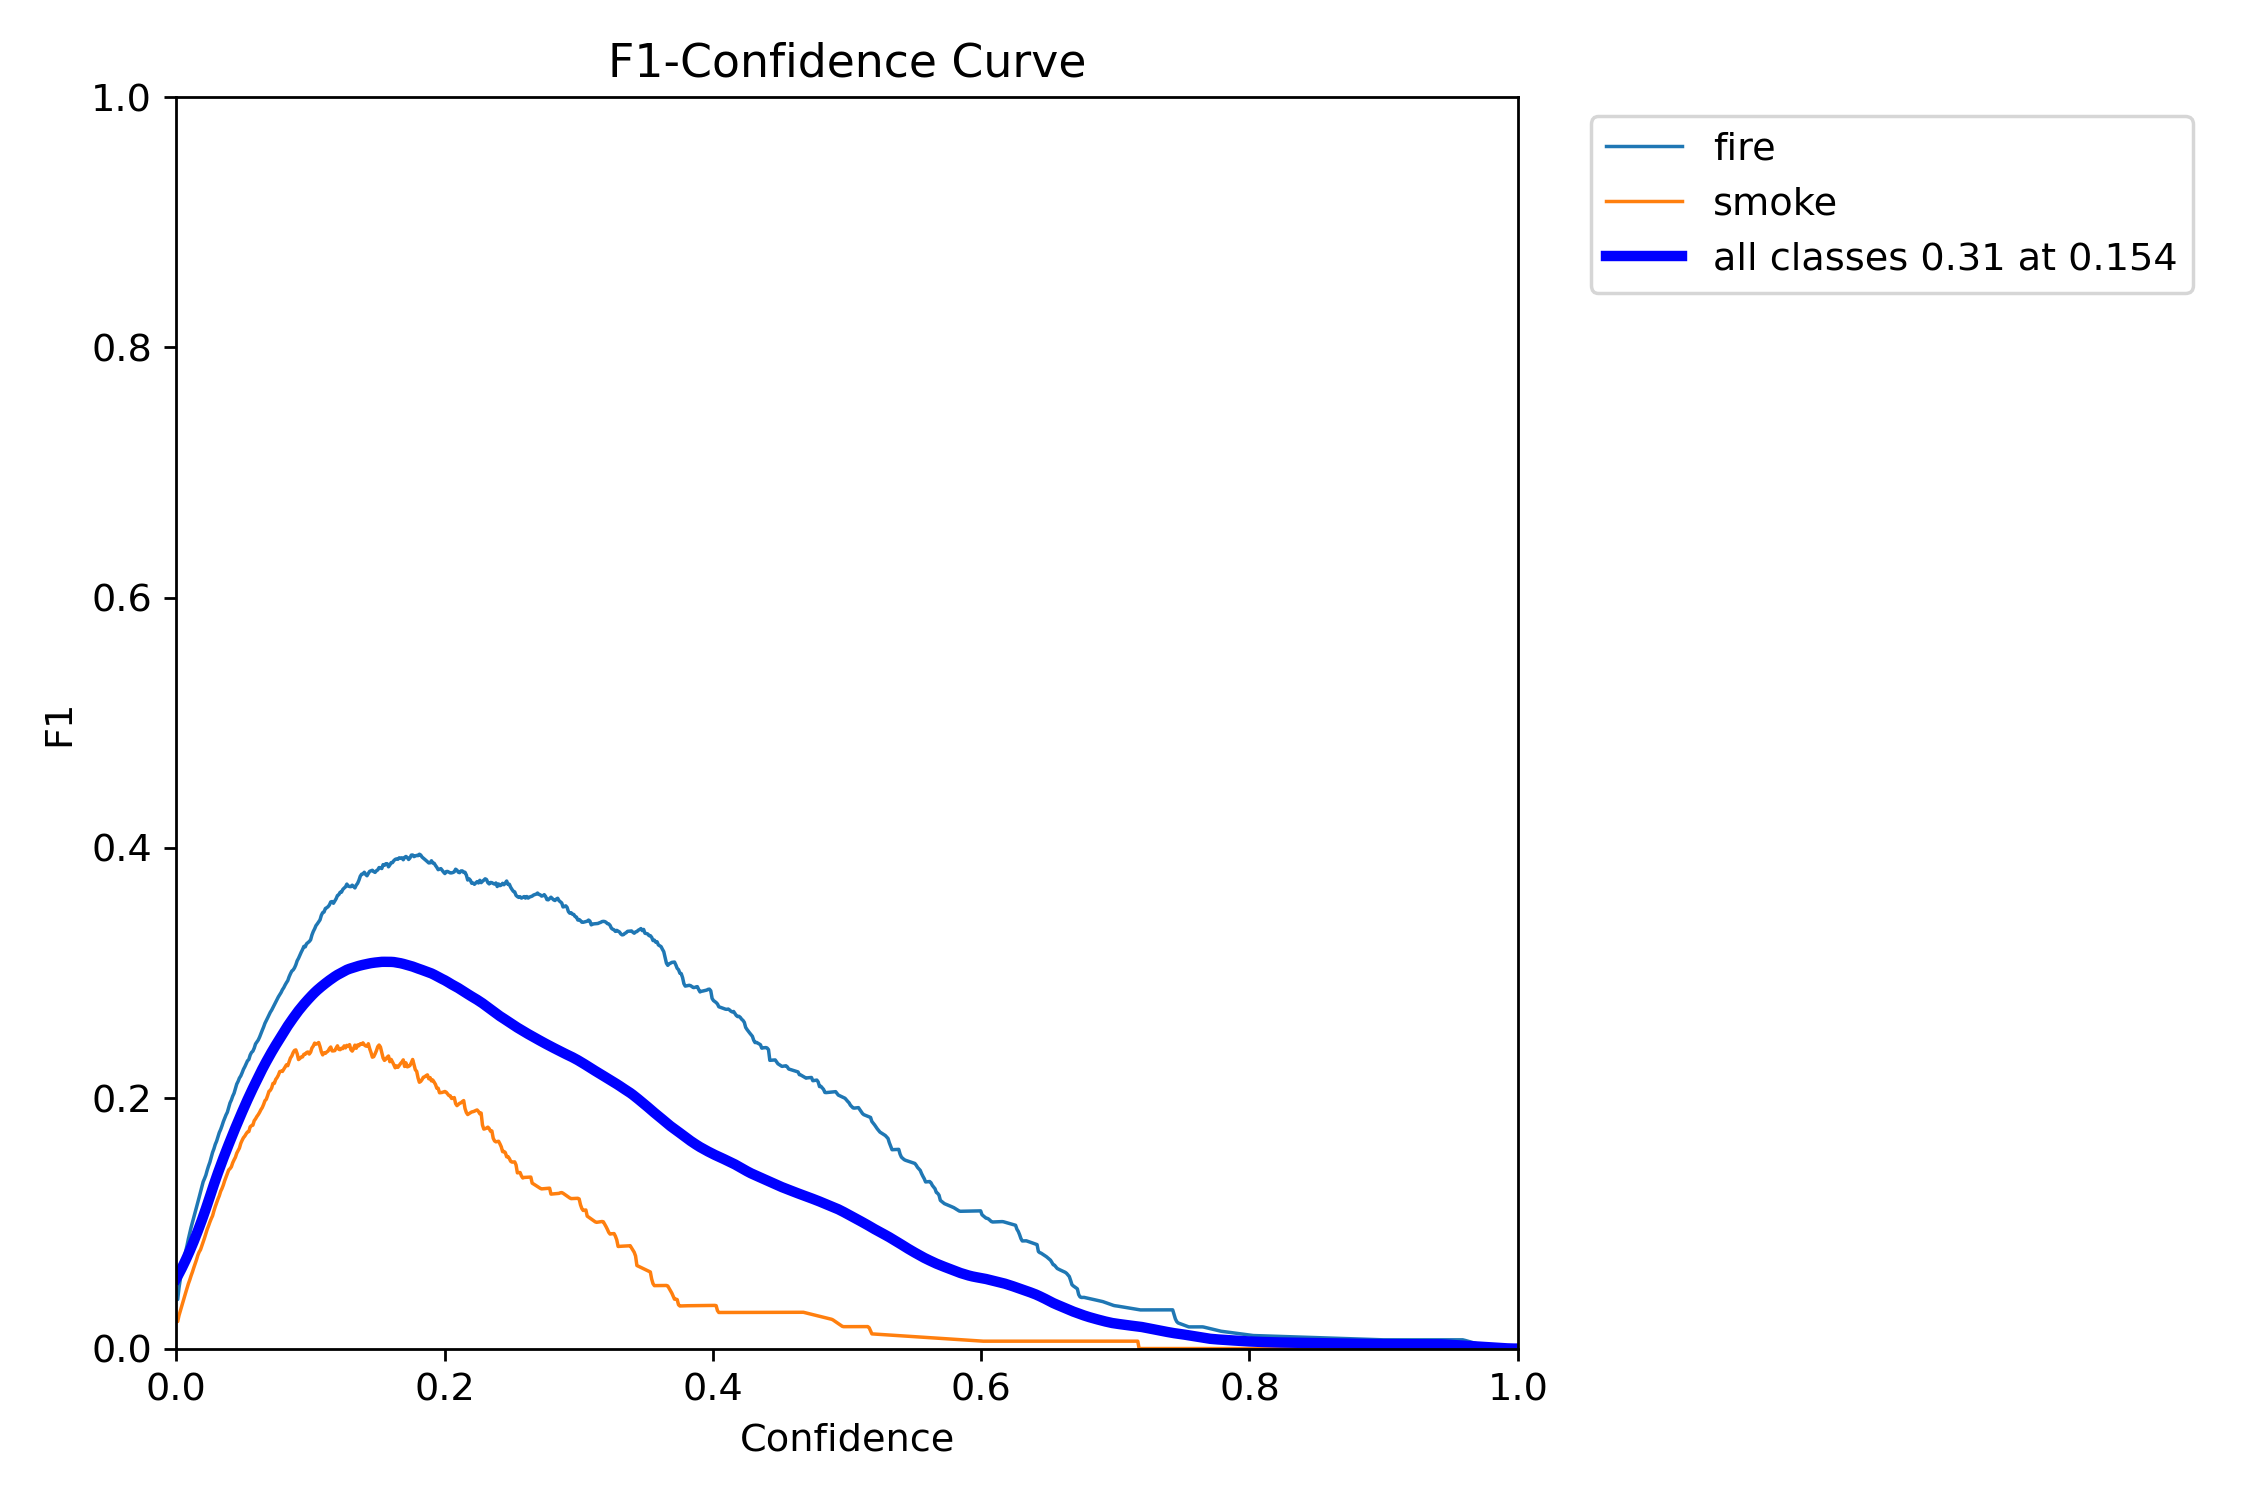 F1-Confidence Curve
1.0
0.8
0.6
0.4
0.2
0.0
F1
0.0 0.2 0.4 0.6 0.8 1.0
Confidence
fire
smoke
all classes 0.31 at 0.154